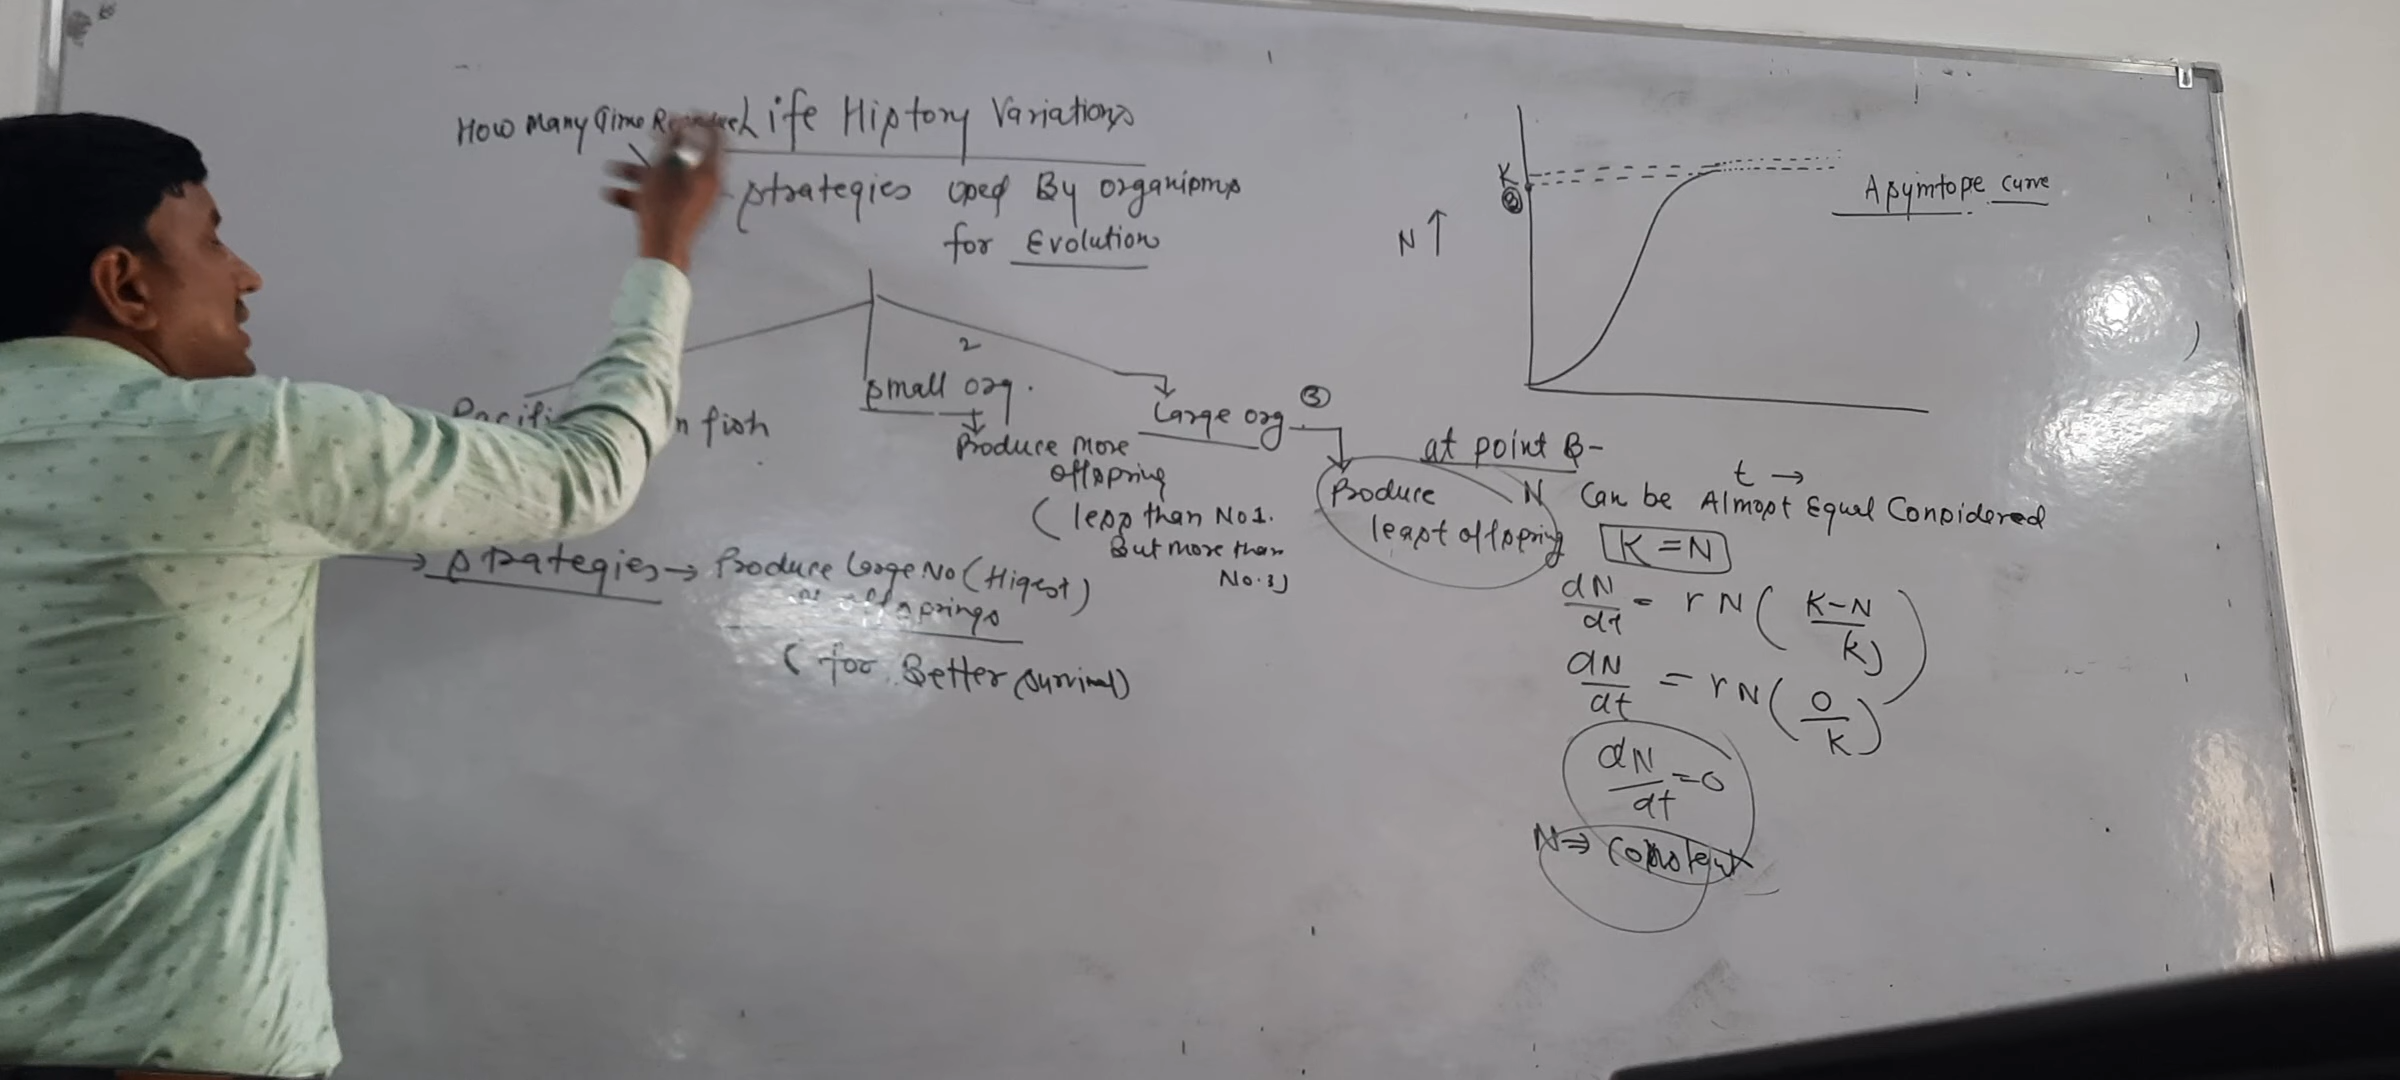 How Many Time
Life History Variations
strategies used By organisms
for Evolution
2
small org.
Produce more
offspring
( less than No1.
But more than
No.3)
Large org
3
Produce
least offspring
n fish
strategies → Produce large No (Higest)
offsprings
( for Better survival)
K
B
N ↑
Asymtope curve
t →
at point B-
N Can be Almost Equal Considered
K = N
dN/dt = rN(K-N/K)
dN/dt = rN(0/K)
dN/dt = 0
N ⇒ Constent